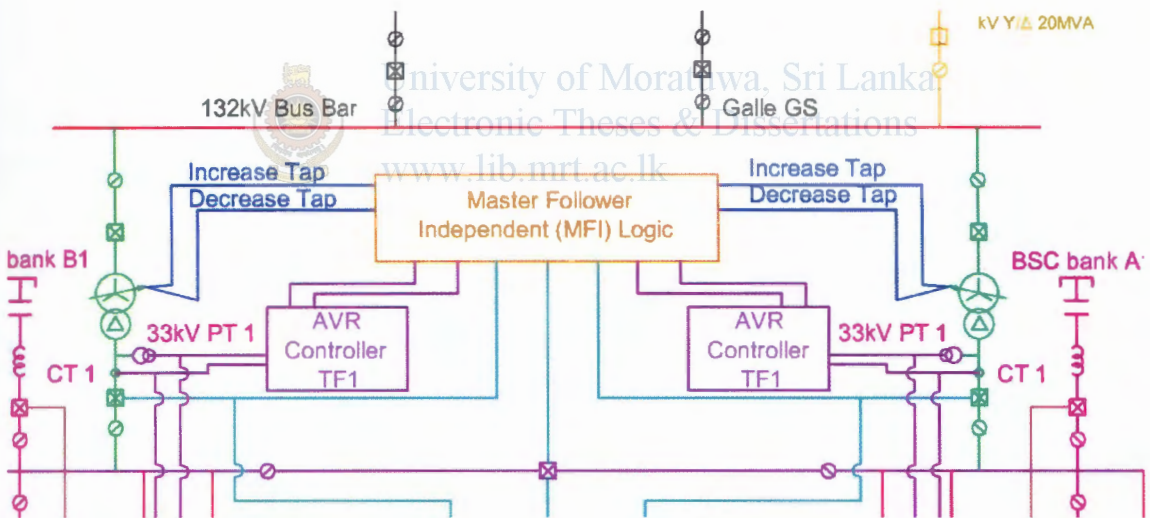 kV Y/Δ 20MVA
University of Moratuwa, Sri Lanka.
132kV Bus Bar
Galle GS
Electronic Theses & Dissertations
www.lib.mrt.ac.lk
Increase Tap
Decrease Tap
Master Follower
Independent (MFI) Logic
Increase Tap
Decrease Tap
bank B1
BSC bank A
33kV PT 1
AVR
Controller
TF1
AVR
Controller
TF1
33kV PT 1
CT 1
CT 1